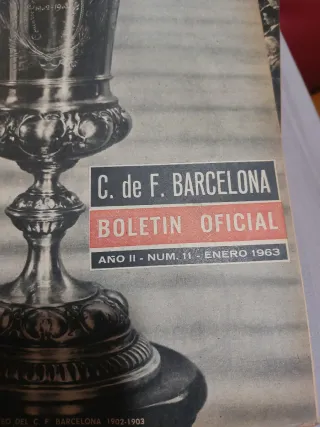 C. de F. BARCELONA
BOLETIN OFICIAL
AÑO II - NUM. 11 - ENERO 1963
DEL C. F. BARCELONA 1902-1903